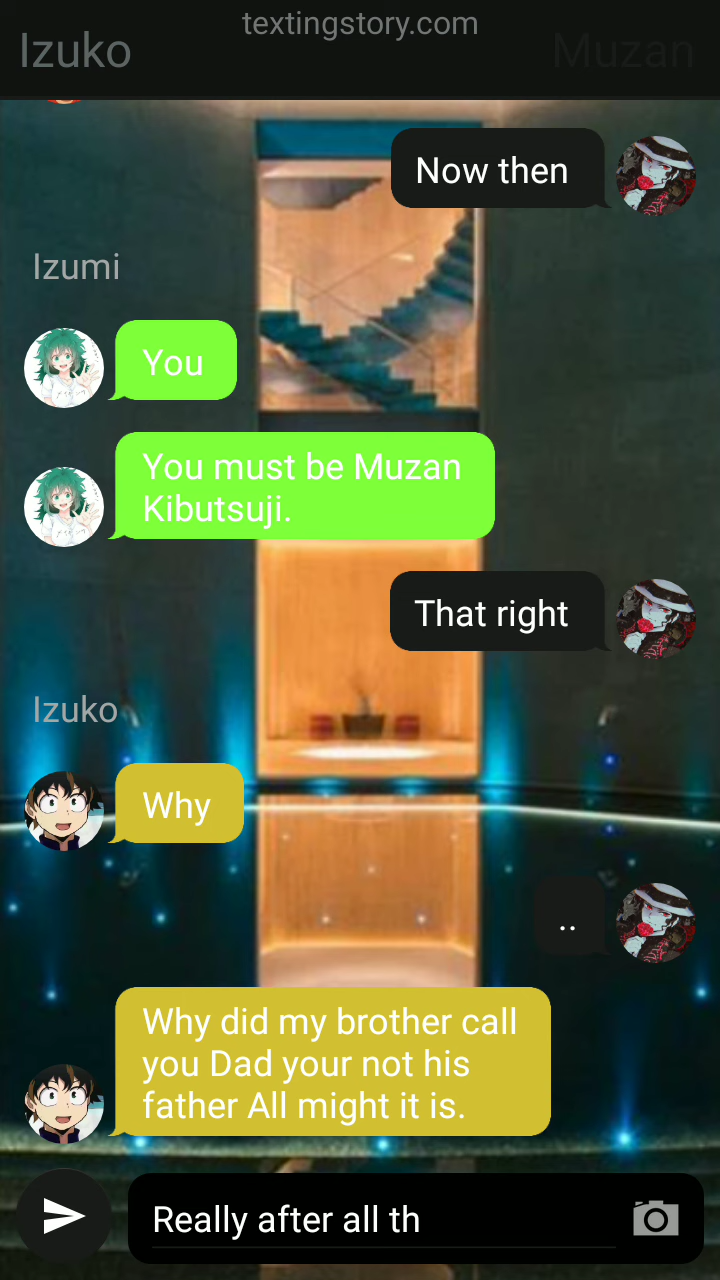 textingstory.com
Izuko
Muzan
Now then
Izumi
You
You must be Muzan
Kibutsuji.
That right
Izuko
Why
..
Why did my brother call
you Dad your not his
father All might it is.
Really after all th